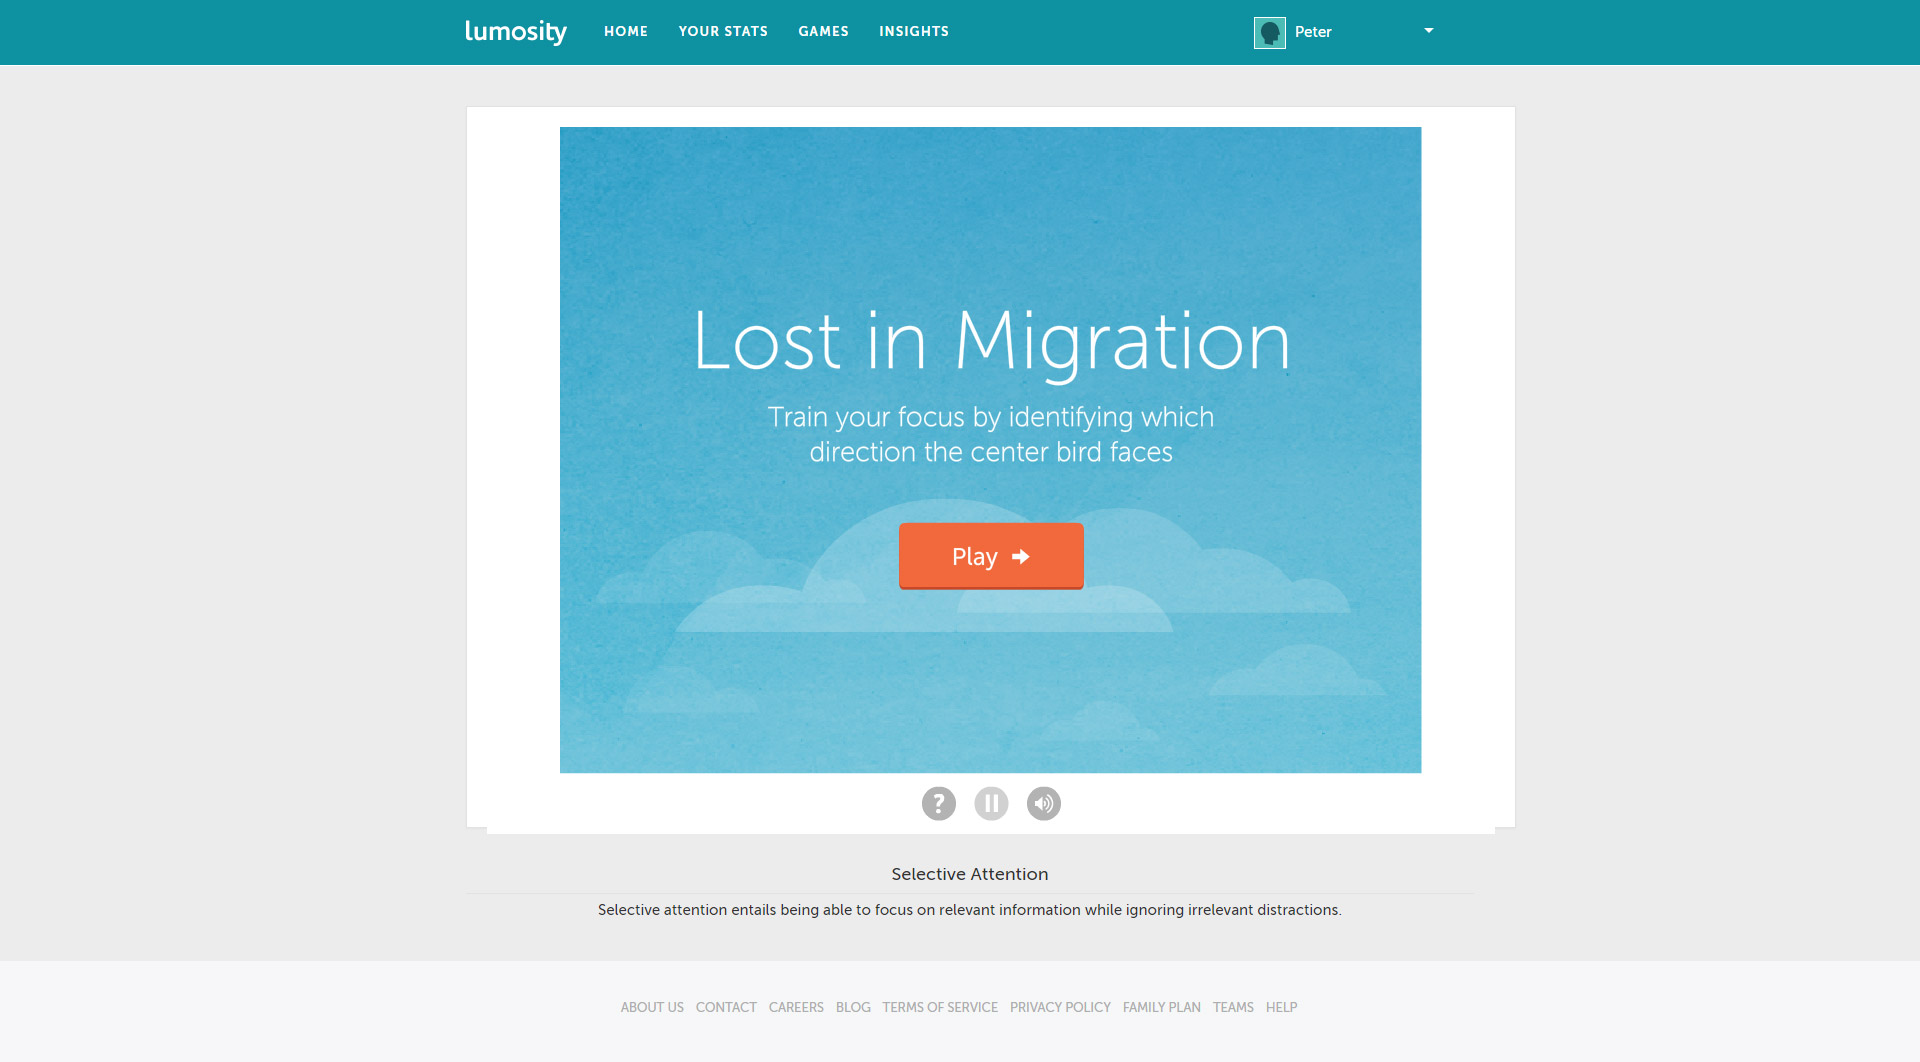 lumosity HOME YOUR STATS GAMES INSIGHTS Peter
Lost in Migration
Train your focus by identifying which
direction the center bird faces
Play
?
Selective Attention
Selective attention entails being able to focus on relevant information while ignoring irrelevant distractions.
ABOUT US CONTACT CAREERS BLOG TERMS OF SERVICE PRIVACY POLICY FAMILY PLAN TEAMS HELP